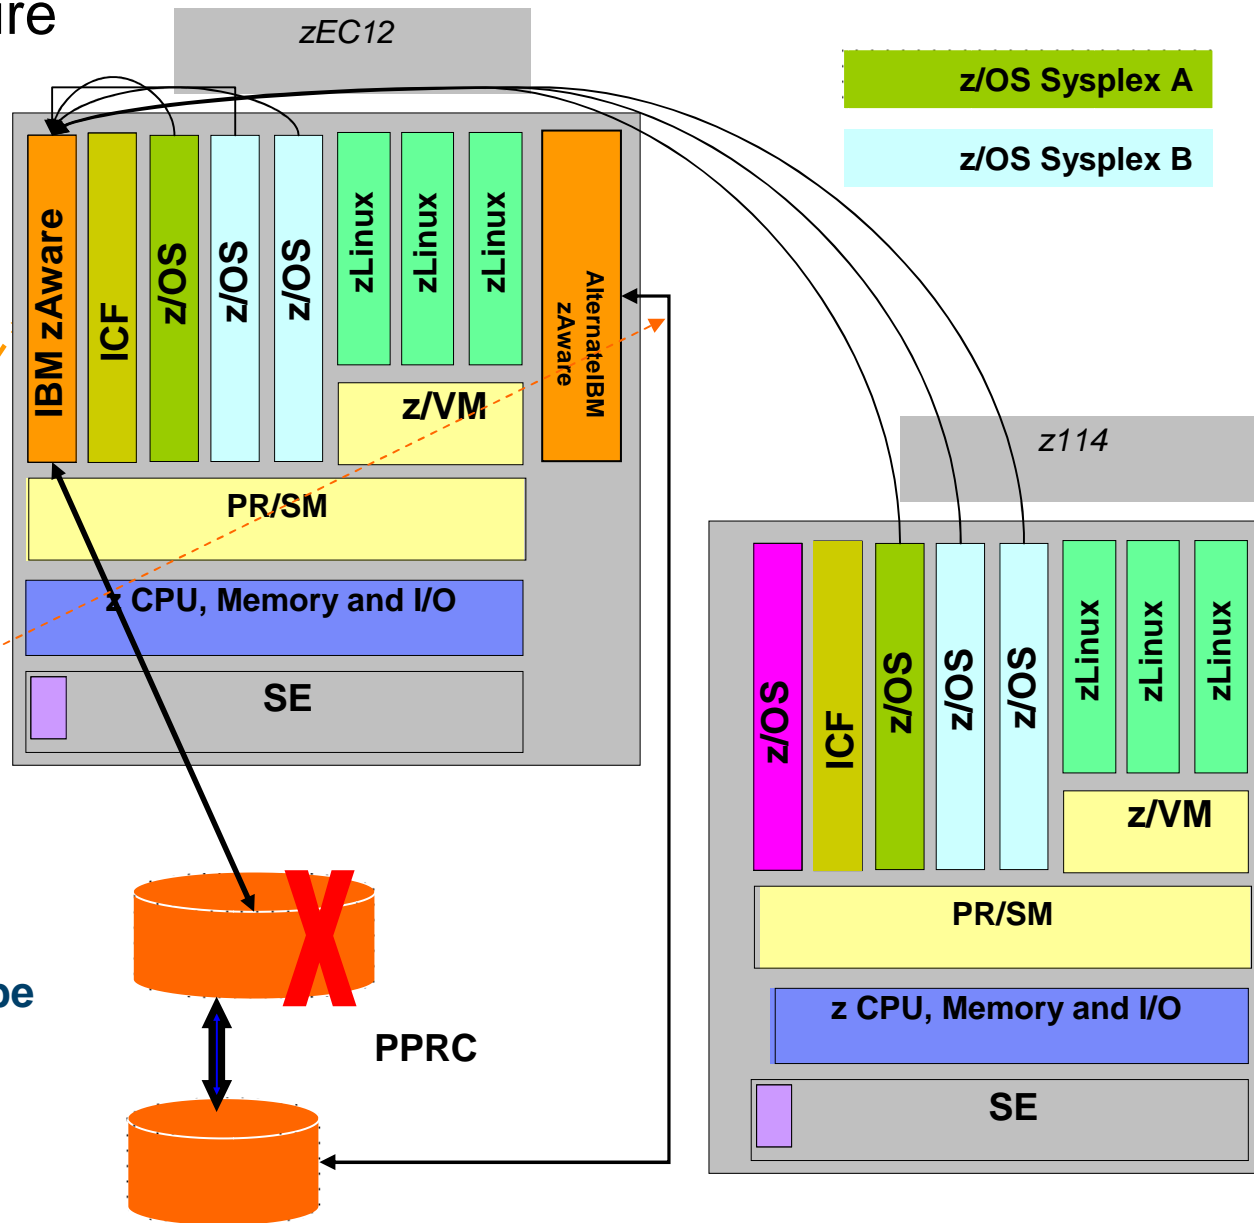 ure
zEC12
z/OS Sysplex A
z/OS Sysplex B
IBM zAware
ICF
z/OS
z/OS
z/OS
zLinux
zLinux
zLinux
AlternateIBM
zAware
z/VM
PR/SM
z CPU, Memory and I/O
SE
z114
z/OS
ICF
z/OS
z/OS
z/OS
zLinux
zLinux
zLinux
z/VM
PR/SM
z CPU, Memory and I/O
SE
X
pe
PPRC